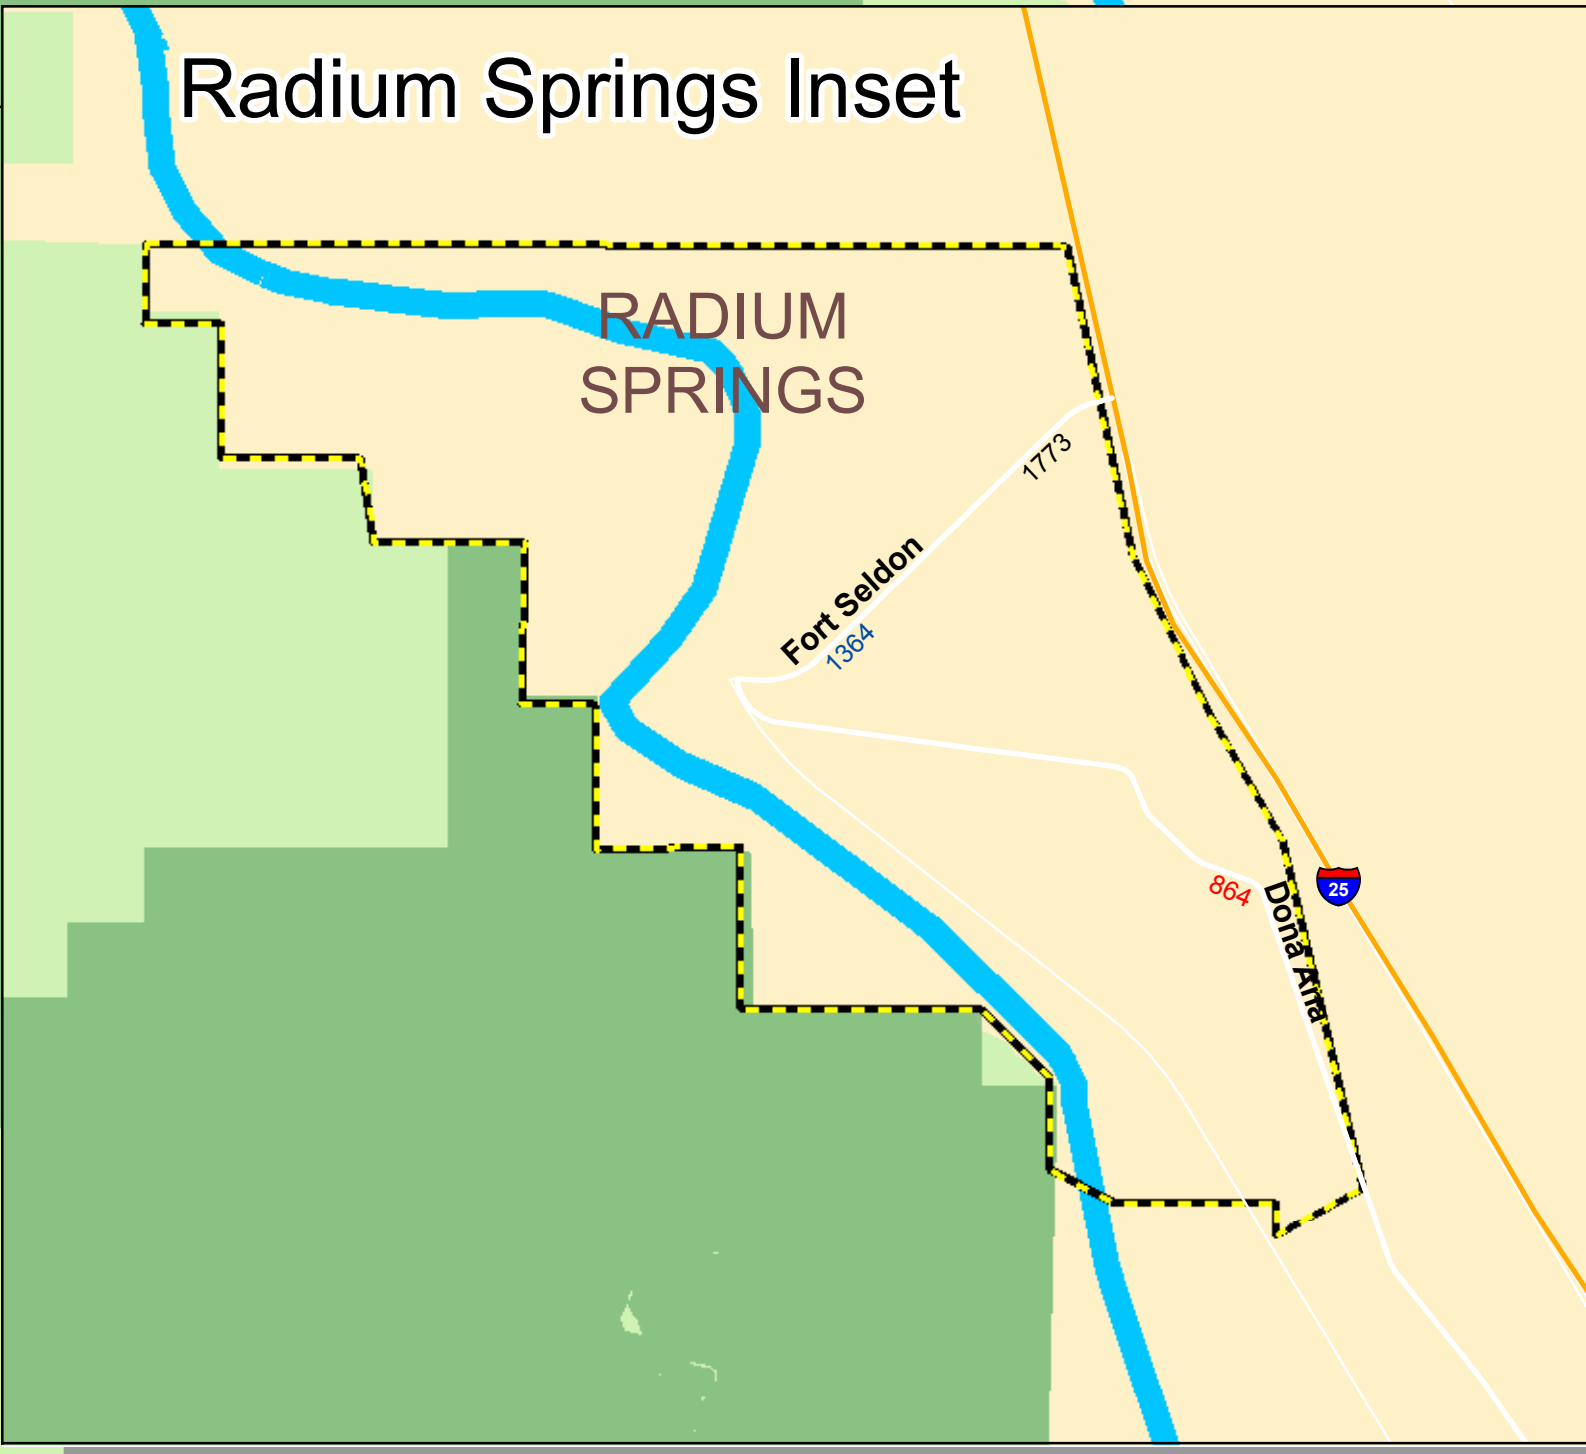 Radium Springs Inset
RADIUM
SPRINGS
1773
Fort Seldon
1364
864
Dona Ana
25